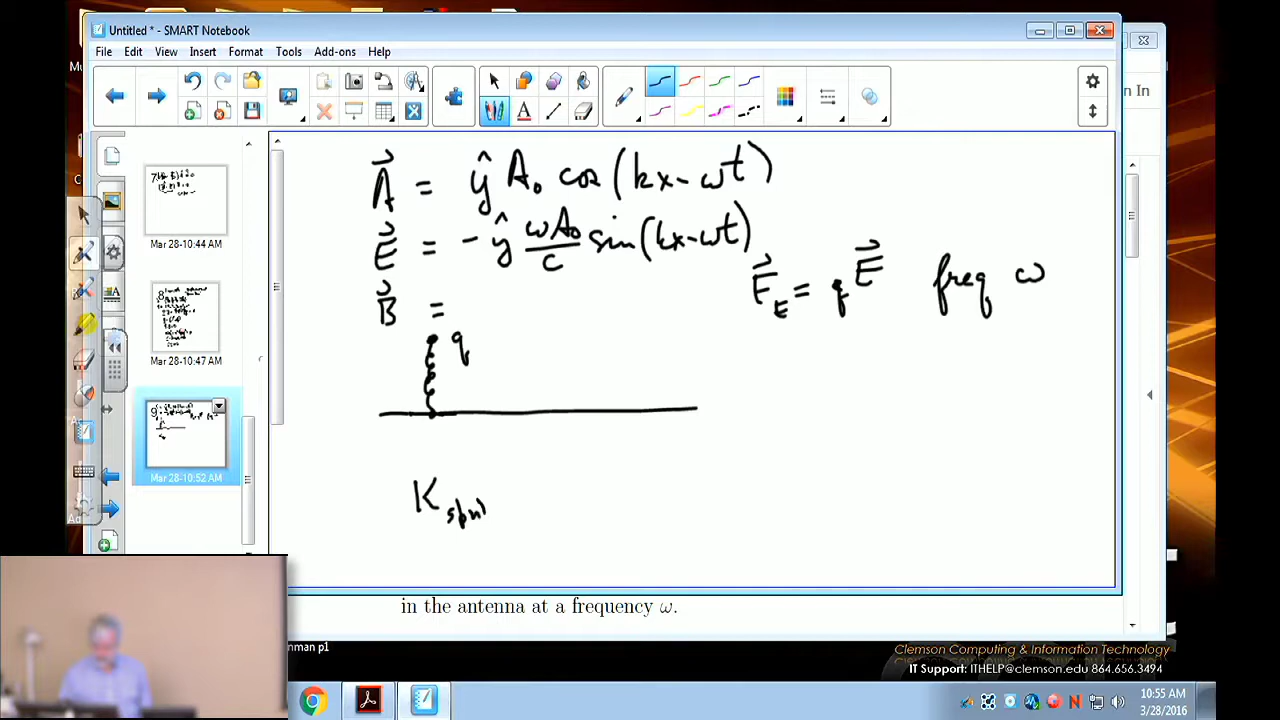 Untitled * - SMART Notebook
File Edit View Insert Format Tools Add-ons Help
n In
A⃗ = ŷ A₀ cos(kx-ωt)
E⃗ = - ŷ ωA₀/c sin(kx-ωt)
F⃗_E = q E⃗ freq ω
B⃗ =
q
K
Mar 28-10:44 AM
Mar 28-10:47 AM
Mar 28-10:52 AM
in the antenna at a frequency ω.
nman p1
Clemson Computing & Information Technology
IT Support: ITHELP@clemson.edu 864.656.3494
10:55 AM
3/28/2016